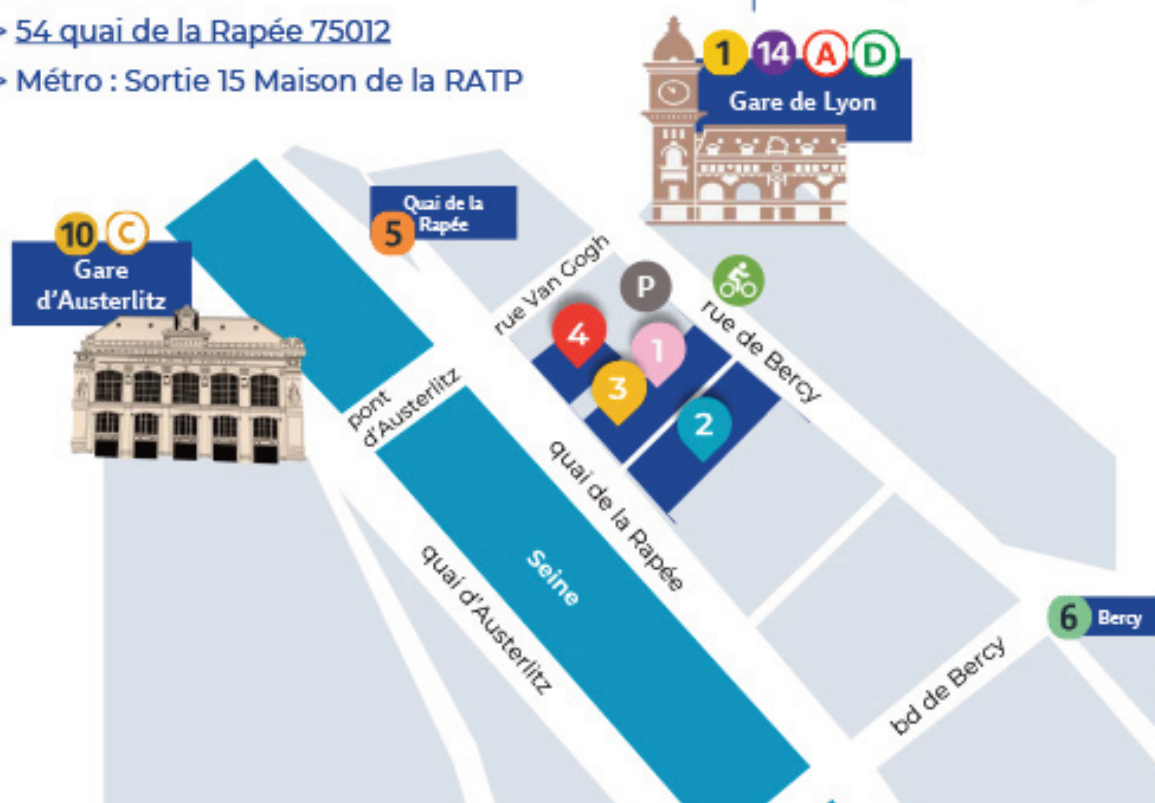 > 54 quai de la Rapée 75012
> Métro : Sortie 15 Maison de la RATP
1 14 A D
Gare de Lyon
Quai de la
Rapée
5
10 C
Gare
d'Austerlitz
rue Van Gogh
P
rue de Bercy
4
1
3
2
pont
d'Austerlitz
quai de la Rapée
Seine
quai d'Austerlitz
6 Bercy
bd de Bercy